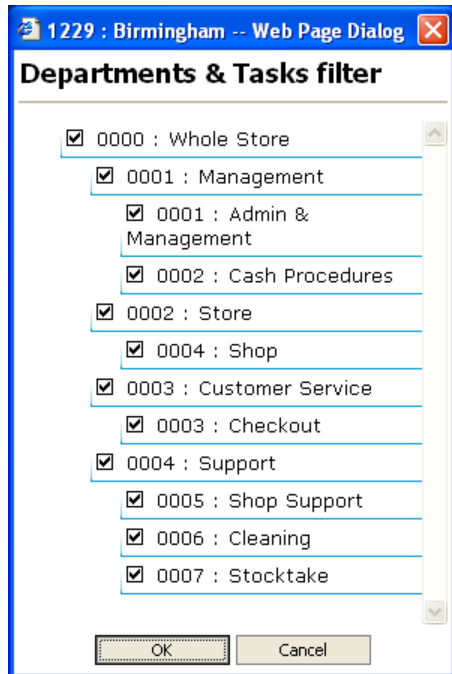 1229 : Birmingham -- Web Page Dialog
Departments & Tasks filter
0000 : Whole Store
0001 : Management
0001 : Admin &
Management
0002 : Cash Procedures
0002 : Store
0004 : Shop
0003 : Customer Service
0003 : Checkout
0004 : Support
0005 : Shop Support
0006 : Cleaning
0007 : Stocktake
OK Cancel